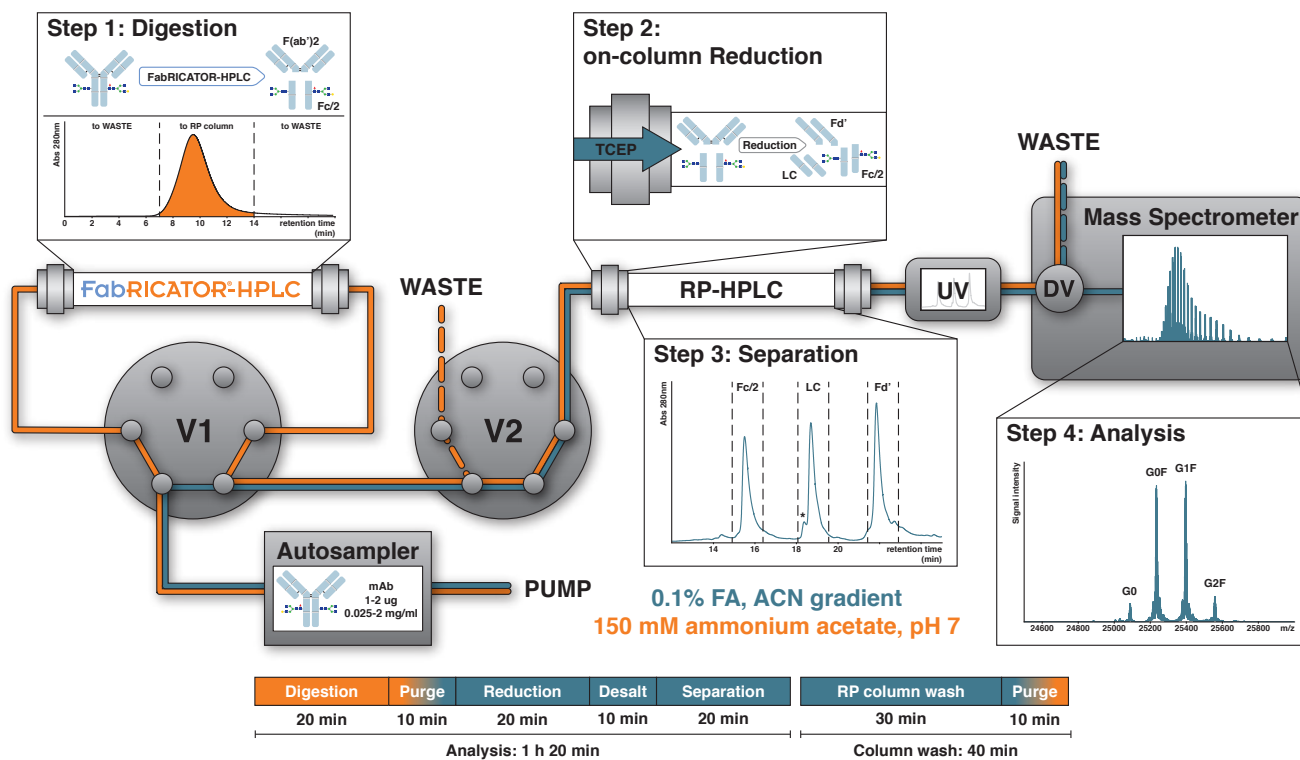 Step 1: Digestion
F(ab')2
FabRICATOR-HPLC
Fc/2
to WASTE
to RP column
to WASTE
Abs 280nm
0
2
4
6
8
10
12
14
retention time
(min)
Step 2:
on-column Reduction
TCEP
Reduction
Fd'
LC
Fc/2
WASTE
Mass Spectrometer
FabRICATOR®-HPLC
WASTE
RP-HPLC
UV
DV
V1
V2
Step 3: Separation
Abs 280nm
Fc/2
LC
Fd'
*
14
16
18
20
retention time
(min)
Step 4: Analysis
Signal intensity
G0
G0F
G1F
G2F
24600
24800
25000
25200
25400
25600
25800
m/z
Autosampler
mAb
1-2 ug
0.025-2 mg/ml
PUMP
0.1% FA, ACN gradient
150 mM ammonium acetate, pH 7
Digestion
Purge
Reduction
Desalt
Separation
RP column wash
Purge
20 min
10 min
20 min
10 min
20 min
30 min
10 min
Analysis: 1 h 20 min
Column wash: 40 min